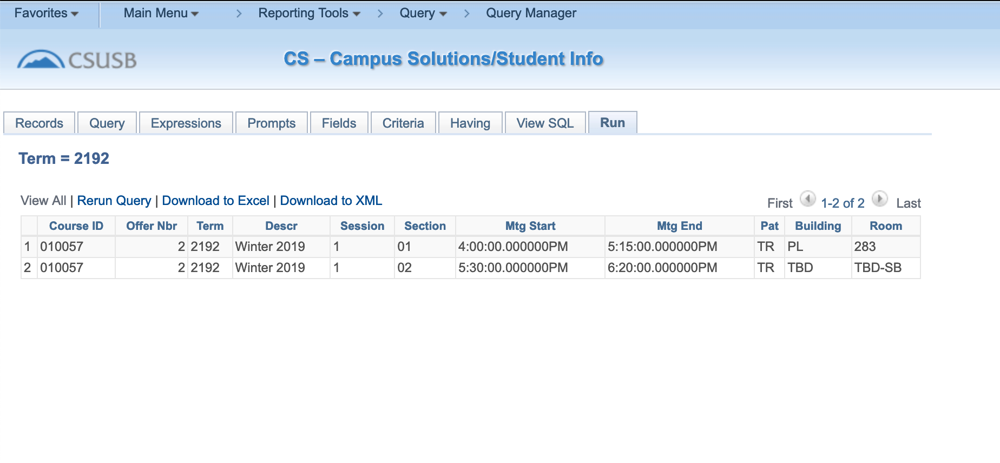 Favorites Main Menu > Reporting Tools > Query > Query Manager
CSUSB
CS – Campus Solutions/Student Info
Records Query Expressions Prompts Fields Criteria Having View SQL Run
Term = 2192
View All | Rerun Query | Download to Excel | Download to XML First 1-2 of 2 Last
Course ID Offer Nbr Term Descr Session Section Mtg Start Mtg End Pat Building Room
1 010057 2 2192 Winter 2019 1 01 4:00:00.000000PM 5:15:00.000000PM TR PL 283
2 010057 2 2192 Winter 2019 1 02 5:30:00.000000PM 6:20:00.000000PM TR TBD TBD-SB